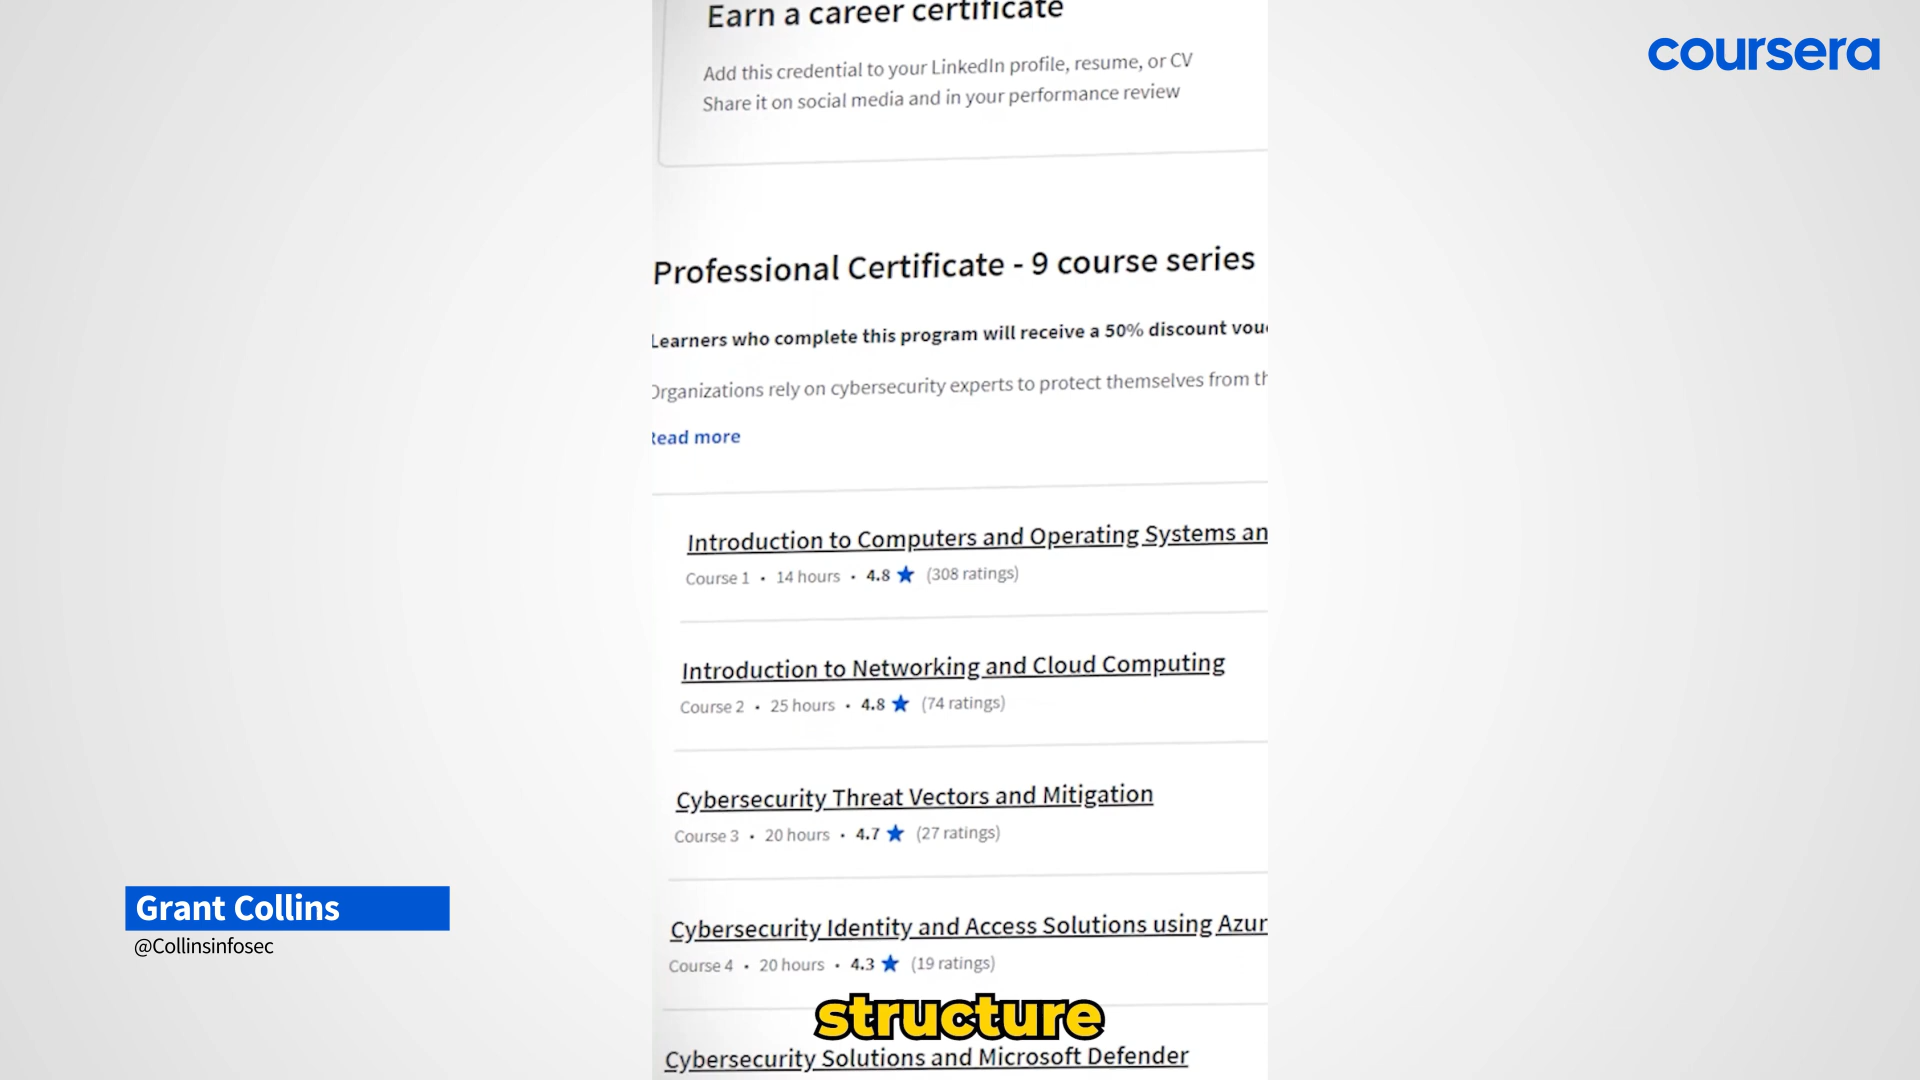 Earn a career certificate
coursera
Add this credential to your LinkedIn profile, resume, or CV
Share it on social media and in your performance review
Professional Certificate - 9 course series
Learners who complete this program will receive a 50% discount
Organizations rely on cybersecurity experts to protect themselves from
Read more
Introduction to Computers and Operating Systems an
Course 1 • 14 hours • 4.8 ★ (308 ratings)
Introduction to Networking and Cloud Computing
Course 2 • 25 hours • 4.8 ★ (74 ratings)
Cybersecurity Threat Vectors and Mitigation
Course 3 • 20 hours • 4.7 ★ (27 ratings)
Grant Collins
@Collinsinfosec
Cybersecurity Identity and Access Solutions using Azur
Course 4 • 20 hours • 4.3 ★ (19 ratings)
structure
Cybersecurity Solutions and Microsoft Defender